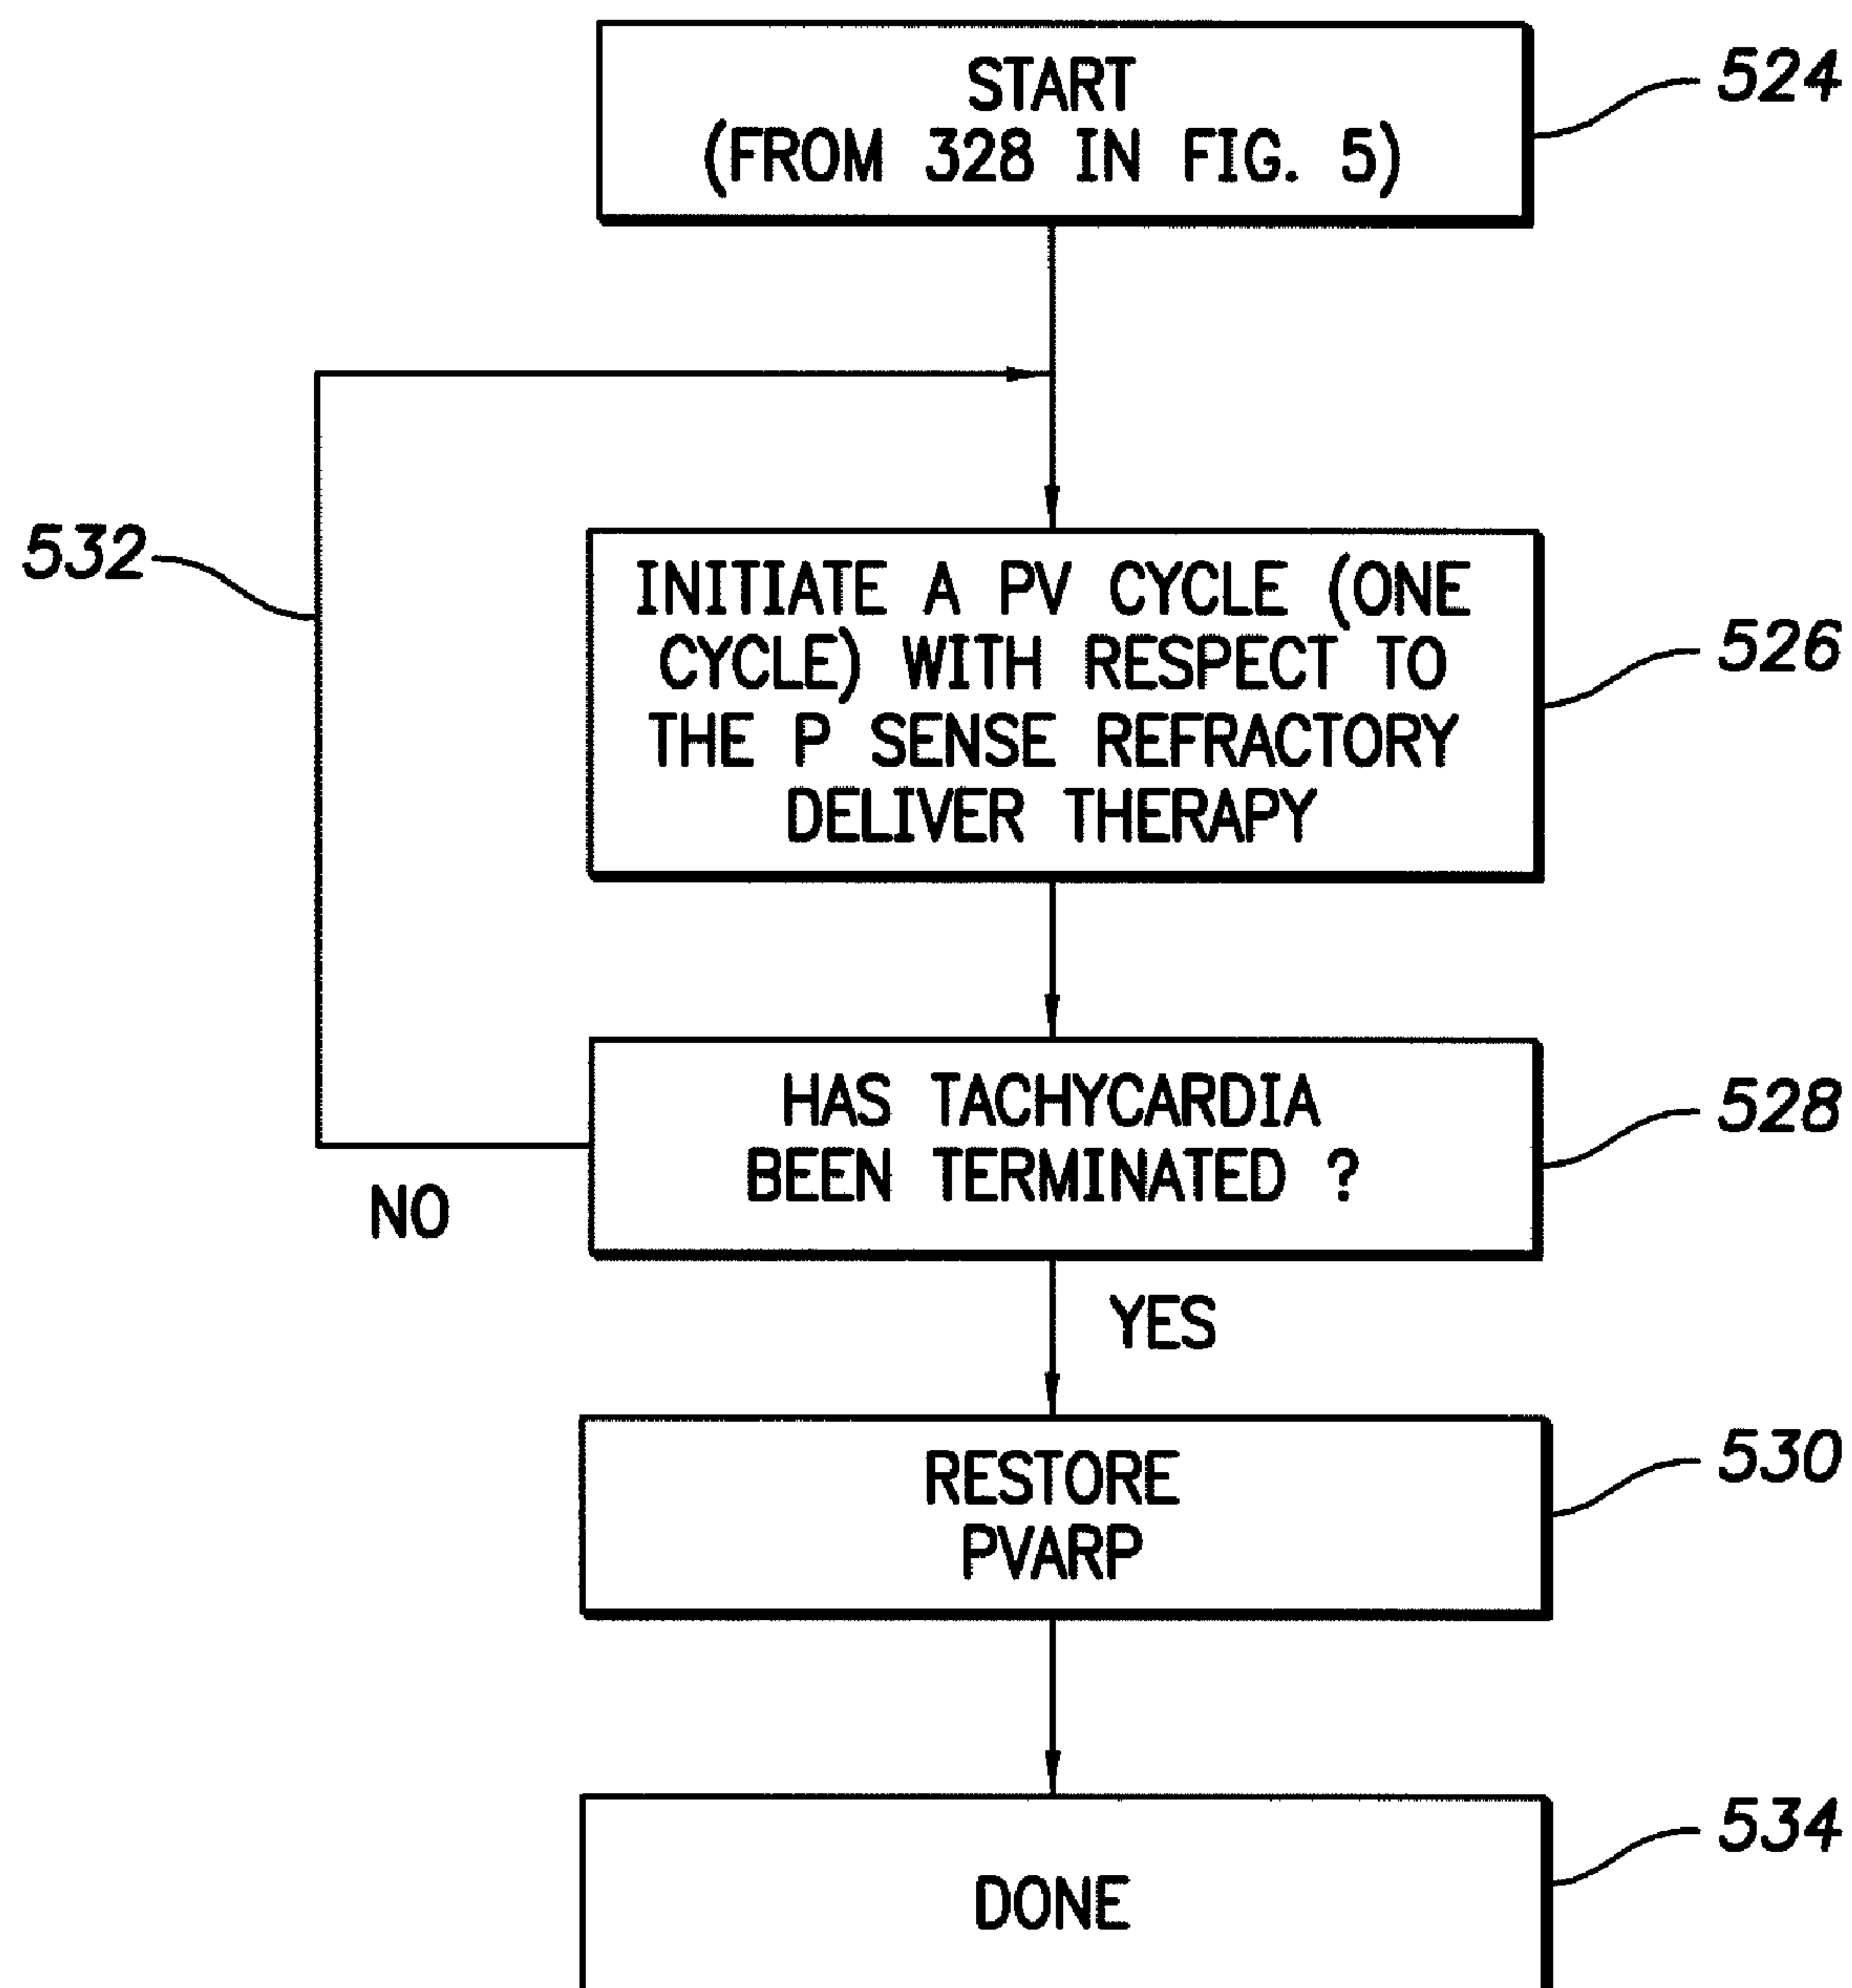 START
(FROM 328 IN FIG. 5)
524
532
INITIATE A PV CYCLE (ONE
CYCLE) WITH RESPECT TO
THE P SENSE REFRACTORY
DELIVER THERAPY
526
HAS TACHYCARDIA
BEEN TERMINATED ?
528
NO
YES
RESTORE
PVARP
530
DONE
534